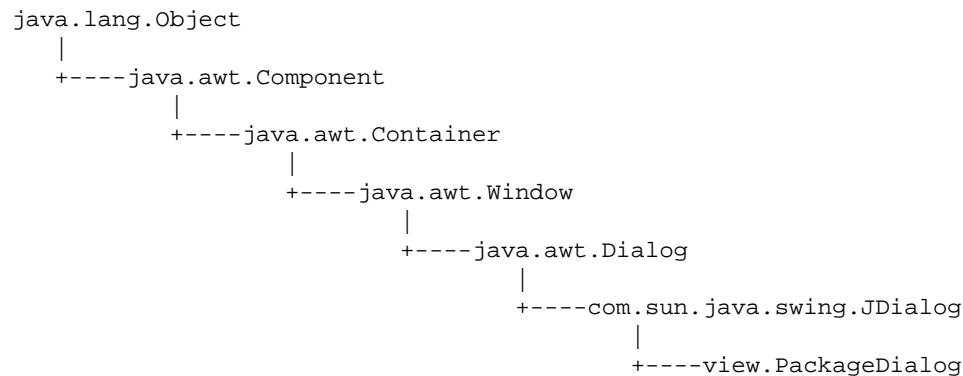 java.lang.Object
   |
   +----java.awt.Component
           |
           +----java.awt.Container
                   |
                   +----java.awt.Window
                           |
                           +----java.awt.Dialog
                                   |
                                   +----com.sun.java.swing.JDialog
                                           |
                                           +----view.PackageDialog